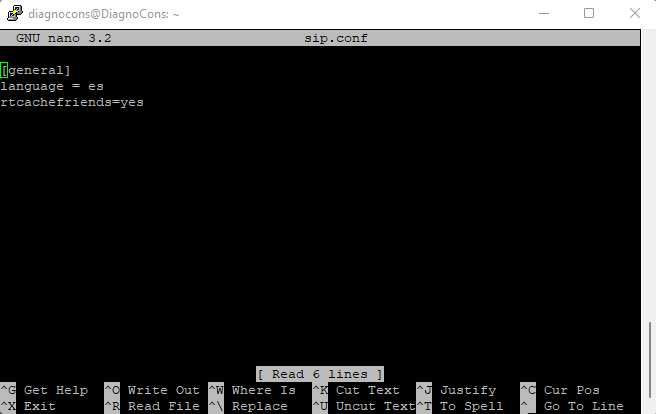 diagnocons@DiagnoCons: ~
GNU nano 3.2 sip.conf
[general]
language = es
rtcachefriends=yes
[ Read 6 lines ]
^G Get Help ^O Write Out ^W Where Is ^K Cut Text ^J Justify ^C Cur Pos
^X Exit ^R Read File ^\ Replace ^U Uncut Text^T To Spell ^_ Go To Line